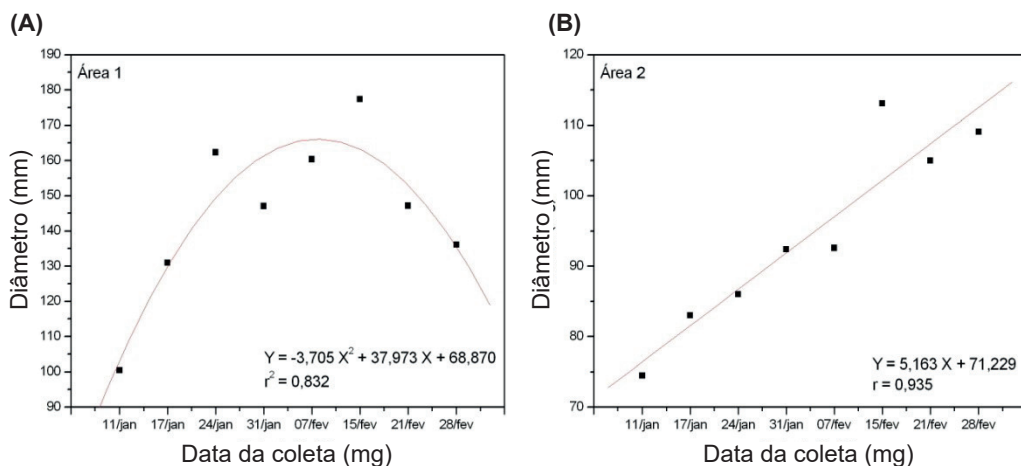 (A)
Área 1
Diâmetro (mm)
190
180
170
160
150
140
130
120
110
100
90
Y = -3,705 X² + 37,973 X + 68,870
r² = 0,832
11/jan 17/jan 24/jan 31/jan 07/fev 15/fev 21/fev 28/fev
Data da coleta (mg)
(B)
Área 2
Diâmetro (mm)
120
110
100
90
80
70
Y = 5,163 X + 71,229
r = 0,935
11/jan 17/jan 24/jan 31/jan 07/fev 15/fev 21/fev 28/fev
Data da coleta (mg)